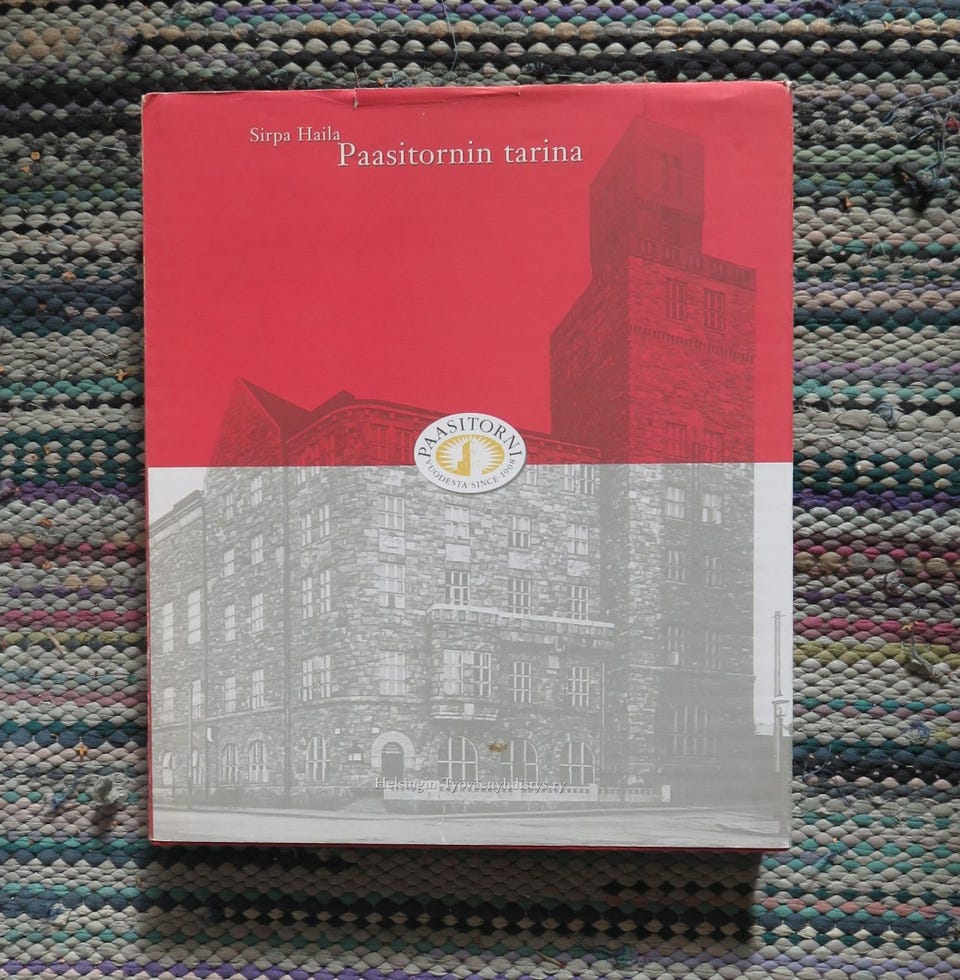 Sirpa Haila
Paasitornin tarina
PAASITORNI
VUODESTA · SINCE · 1908
Helsingin Työväenyhdistys ry